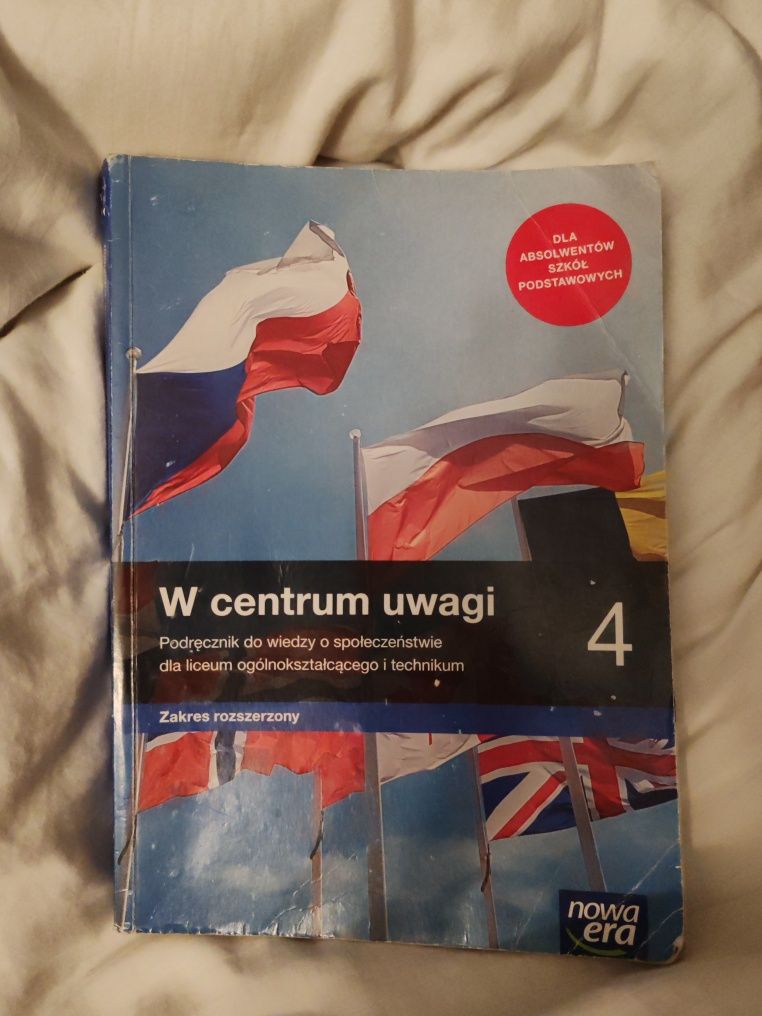 DLA
ABSOLWENTÓW
SZKÓŁ
PODSTAWOWYCH
W centrum uwagi
4
Podręcznik do wiedzy o społeczeństwie
dla liceum ogólnokształcącego i technikum
Zakres rozszerzony
nowa
era